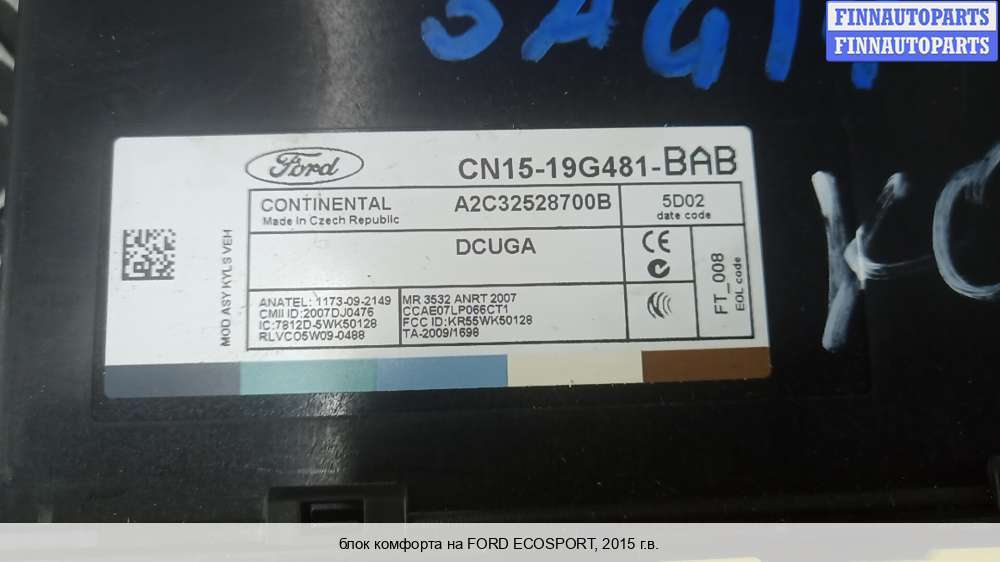 FINNAUTOPARTS
FINNAUTOPARTS
Ford
CN15-19G481-BAB
CONTINENTAL
Made In Czech Republic
A2C32528700B
5D02
date code
DCUGA
MOD ASY KYLS VEH
ANATEL: 1173-09-2149
CMII ID:2007DJ0476
IC:7812D-5WK50128
RLVCO5W09-0488
MR 3532 ANRT 2007
CCAE07LP066CT1
FCC ID:KR55WK50128
TA-2009/1698
CE
FT_008
EOL code
блок комфорта на FORD ECOSPORT, 2015 г.в.